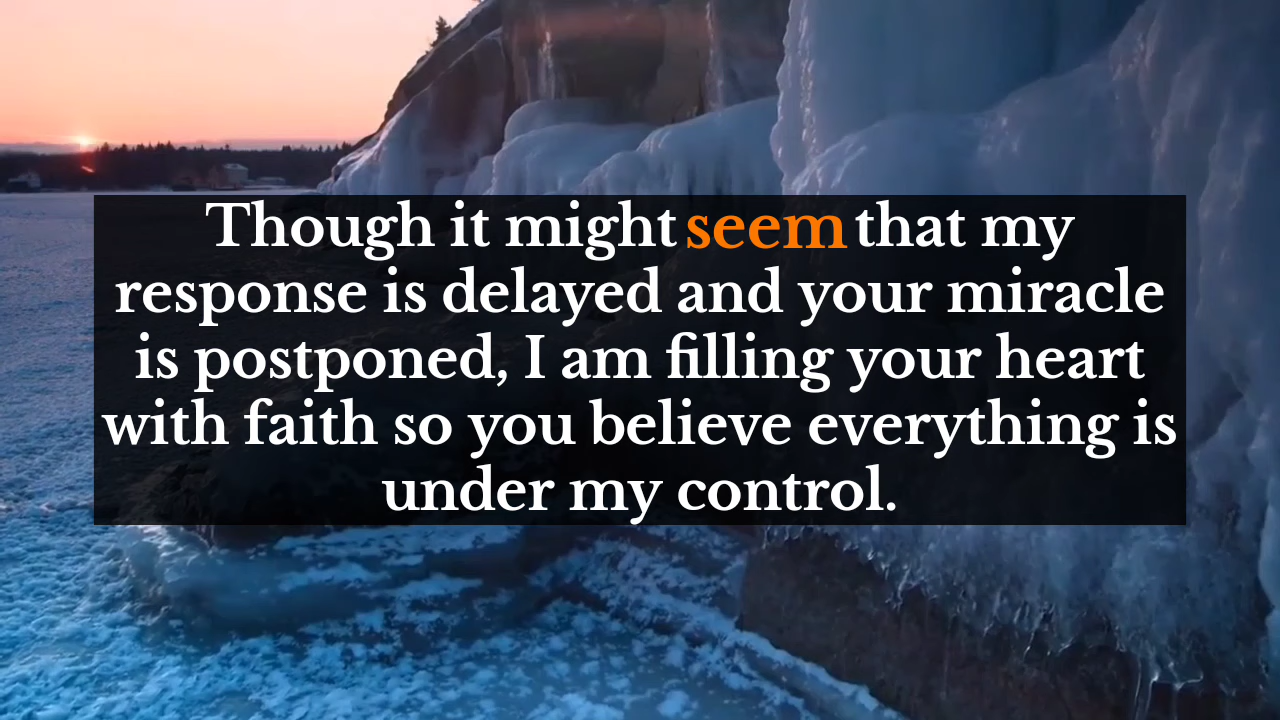 Though it might seem that my
response is delayed and your miracle
is postponed, I am filling your heart
with faith so you believe everything is
under my control.